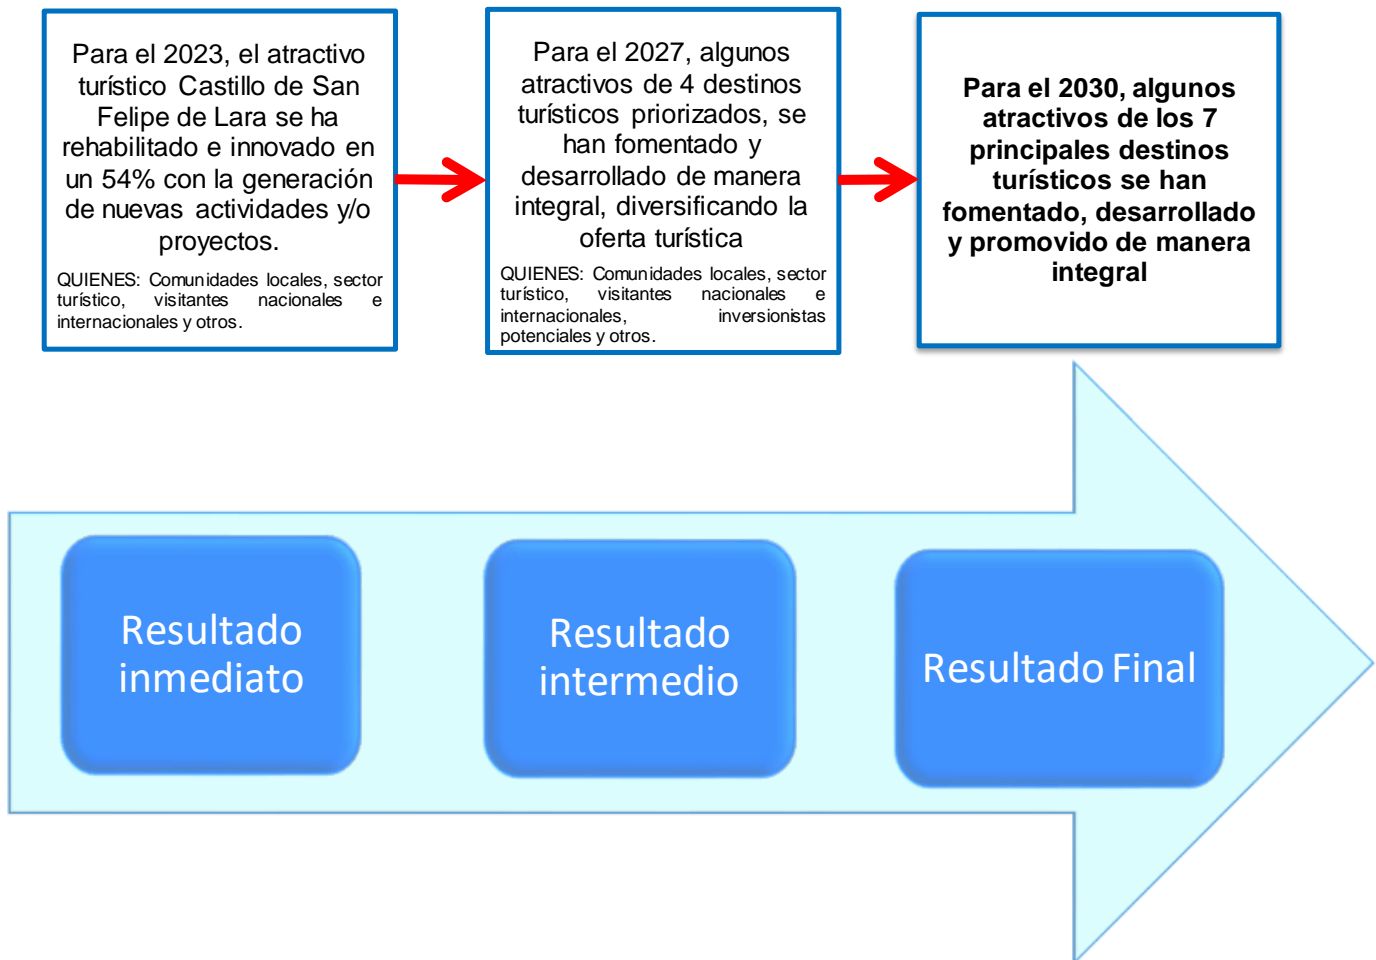 Para el 2023, el atractivo
turístico Castillo de San
Felipe de Lara se ha
rehabilitado e innovado en
un 54% con la generación
de nuevas actividades y/o
proyectos.
QUIENES: Comunidades locales, sector
turístico, visitantes nacionales e
internacionales y otros.
Para el 2027, algunos
atractivos de 4 destinos
turísticos priorizados, se
han fomentado y
desarrollado de manera
integral, diversificando la
oferta turística
QUIENES: Comunidades locales, sector
turístico, visitantes nacionales e
internacionales, inversionistas
potenciales y otros.
Para el 2030, algunos
atractivos de los 7
principales destinos
turísticos se han
fomentado, desarrollado
y promovido de manera
integral
Resultado
inmediato
Resultado
intermedio
Resultado Final